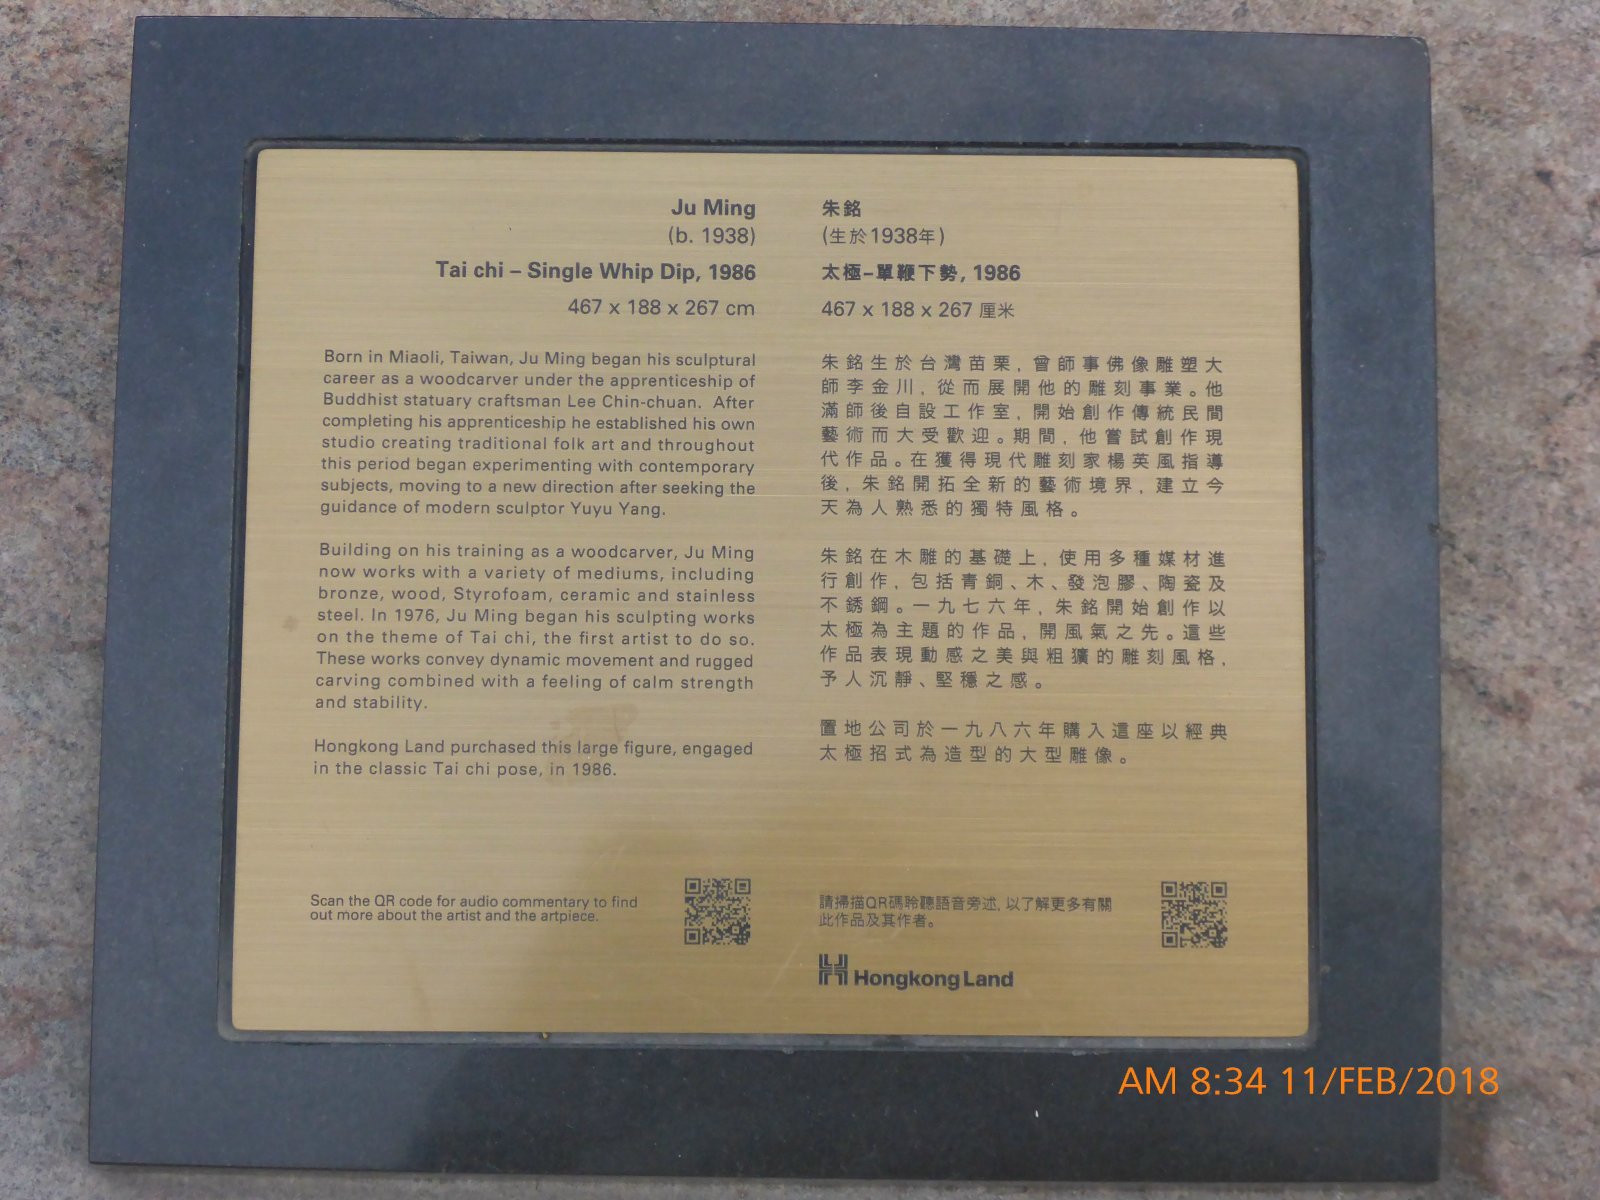 Ju Ming
(b. 1938)
Tai chi – Single Whip Dip, 1986
467 x 188 x 267 cm
Born in Miaoli, Taiwan, Ju Ming began his sculptural
career as a woodcarver under the apprenticeship of
Buddhist statuary craftsman Lee Chin-chuan. After
completing his apprenticeship he established his own
studio creating traditional folk art and throughout
this period began experimenting with contemporary
subjects, moving to a new direction after seeking the
guidance of modern sculptor Yuyu Yang.
Building on his training as a woodcarver, Ju Ming
now works with a variety of mediums, including
bronze, wood, Styrofoam, ceramic and stainless
steel. In 1976, Ju Ming began his sculpting works
on the theme of Tai chi, the first artist to do so.
These works convey dynamic movement and rugged
carving combined with a feeling of calm strength
and stability.
Hongkong Land purchased this large figure, engaged
in the classic Tai chi pose, in 1986.
Scan the QR code for audio commentary to find
out more about the artist and the artpiece.
朱銘
(生於1938年)
太極–單鞭下勢, 1986
467 x 188 x 267 厘米
朱銘生於台灣苗栗，曾師事佛像雕塑大
師李金川，從而展開他的雕刻事業。他
滿師後自設工作室，開始創作傳統民間
藝術而大受歡迎。期間，他嘗試創作現
代作品。在獲得現代雕刻家楊英風指導
後，朱銘開拓全新的藝術境界，建立今
天為人熟悉的獨特風格。
朱銘在木雕的基礎上，使用多種媒材進
行創作，包括青銅、木、發泡膠、陶瓷及
不銹鋼。一九七六年，朱銘開始創作以
太極為主題的作品，開風氣之先。這些
作品表現動感之美與粗獷的雕刻風格，
予人沉靜、堅穩之感。
置地公司於一九八六年購入這座以經典
太極招式為造型的大型雕像。
請掃描QR碼聆聽語音旁述，以了解更多有關
此作品及其作者。
Hongkong Land
AM 8:34 11/FEB/2018